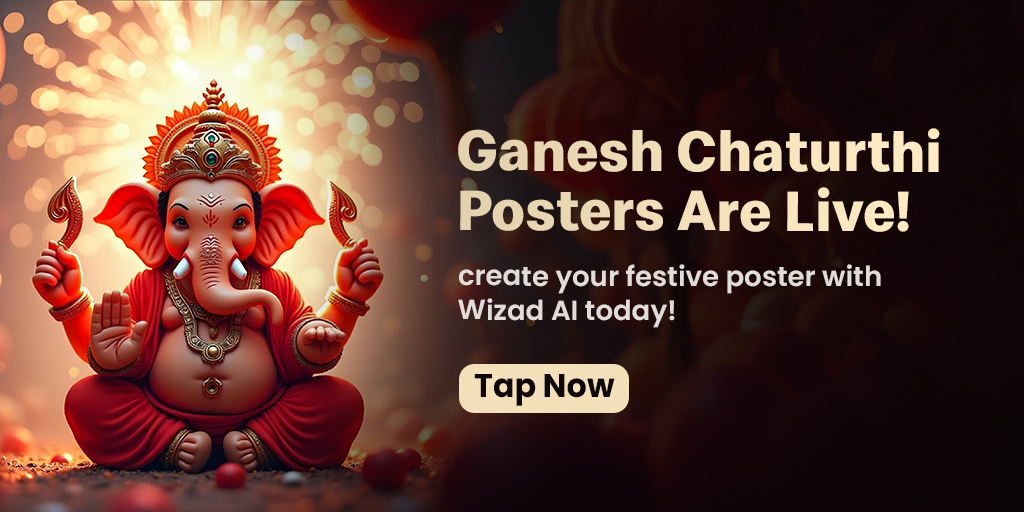 Ganesh Chaturthi
Posters Are Live!
create your festive poster with
Wizad AI today!
Tap Now